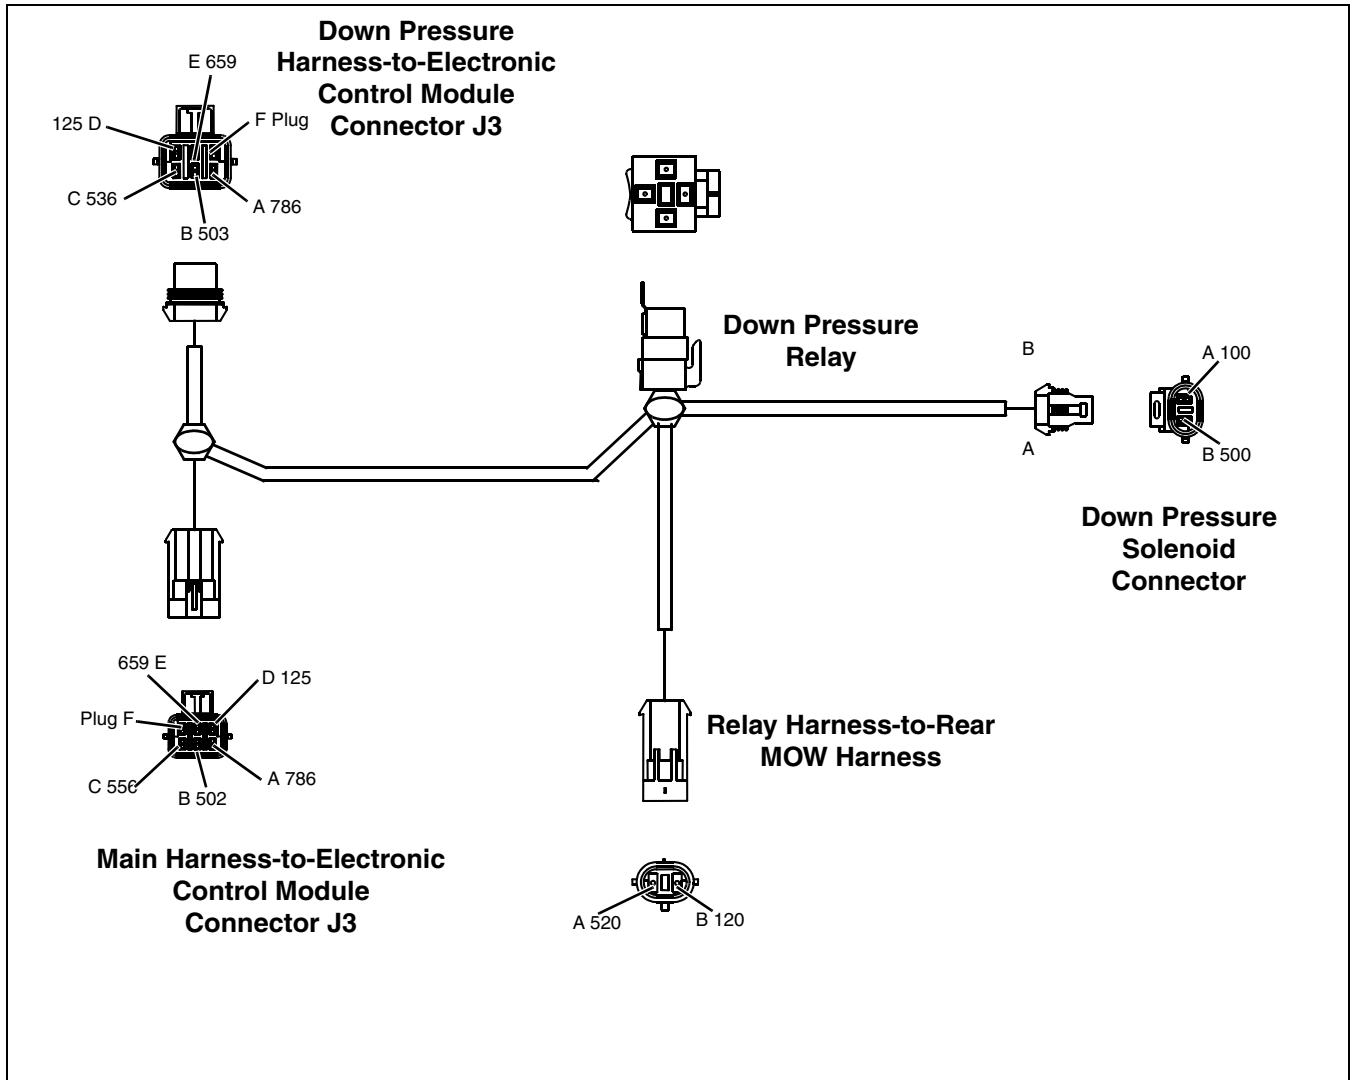 Down Pressure
Harness-to-Electronic
Control Module
Connector J3
E 659
125 D
F Plug
C 536
A 786
B 503
Down Pressure
Relay
B
A
A 100
B 500
Down Pressure
Solenoid
Connector
659 E
D 125
Plug F
C 556
B 502
A 786
Main Harness-to-Electronic
Control Module
Connector J3
Relay Harness-to-Rear
MOW Harness
A 520
B 120